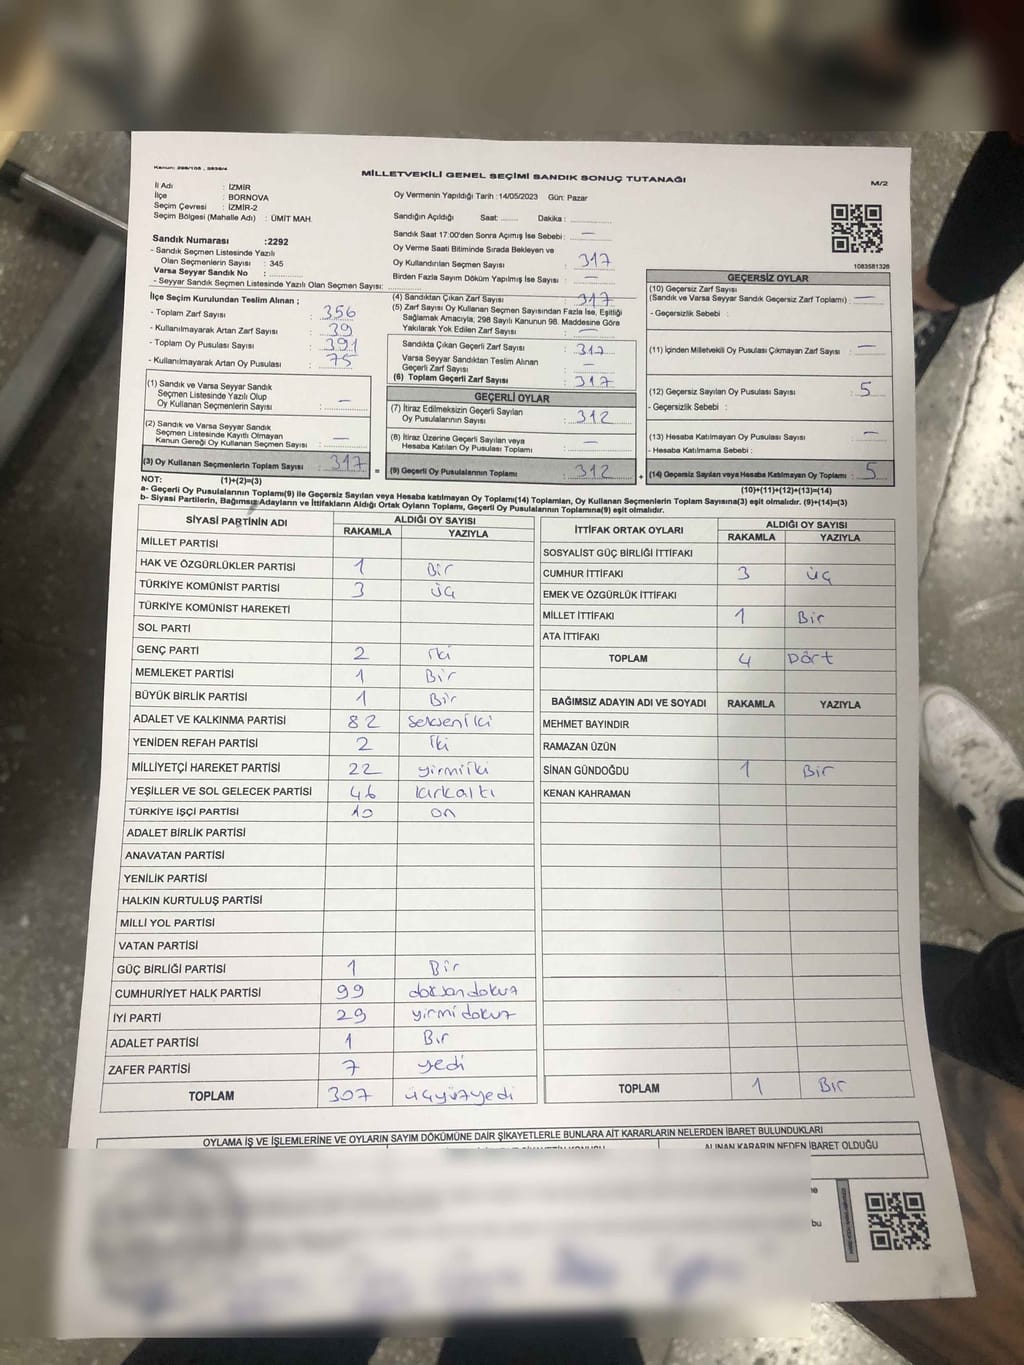 Kanun: 298/105 , 3839/4
MİLLETVEKİLİ GENEL SEÇİMİ SANDIK SONUÇ TUTANAĞI
M/2
İl Adı : İZMİR
İlçe : BORNOVA
Seçim Çevresi : İZMİR-2
Seçim Bölgesi (Mahalle Adı) : ÜMİT MAH.
Oy Vermenin Yapıldığı Tarih : 14/05/2023 Gün: Pazar
Sandığın Açıldığı Saat: ....... Dakika : ..............
Sandık Saat 17:00'den Sonra Açımış İse Sebebi : —
Sandık Numarası :2292
- Sandık Seçmen Listesinde Yazılı
Olan Seçmenlerin Sayısı : 345
Varsa Seyyar Sandık No : ..............
- Seyyar Sandık Seçmen Listesinde Yazılı Olan Seçmen Sayısı: ..............
Oy Verme Saati Bitiminde Sırada Bekleyen ve
Oy Kullandırılan Seçmen Sayısı : 317
Birden Fazla Sayım Döküm Yapılmış İse Sayısı : —
1083581328
İlçe Seçim Kurulundan Teslim Alınan ;
- Toplam Zarf Sayısı : 356
- Kullanılmayarak Artan Zarf Sayısı : 39
- Toplam Oy Pusulası Sayısı : 391
- Kullanılmayarak Artan Oy Pusulası : 75
(1) Sandık ve Varsa Seyyar Sandık
Seçmen Listesinde Yazılı Olup
Oy Kullanan Seçmenlerin Sayısı : —
(2) Sandık ve Varsa Seyyar Sandık
Seçmen Listesinde Kayıtlı Olmayan
Kanun Gereği Oy Kullanan Seçmen Sayısı : —
(3) Oy Kullanan Seçmenlerin Toplam Sayısı : 317
(4) Sandıktan Çıkan Zarf Sayısı : 317
(5) Zarf Sayısı Oy Kullanan Seçmen Sayısından Fazla İse, Eşitliği
Sağlamak Amacıyla; 298 Sayılı Kanunun 98. Maddesine Göre
Yakılarak Yok Edilen Zarf Sayısı : —
Sandıkta Çıkan Geçerli Zarf Sayısı : 317
Varsa Seyyar Sandıktan Teslim Alınan
Geçerli Zarf Sayısı : —
(6) Toplam Geçerli Zarf Sayısı : 317
GEÇERLİ OYLAR
(7) İtiraz Edilmeksizin Geçerli Sayılan
Oy Pusulalarının Sayısı : 312
(8) İtiraz Üzerine Geçerli Sayılan veya
Hesaba Katılan Oy Pusulası Toplamı : —
= (9) Geçerli Oy Pusulalarının Toplamı : 312
GEÇERSİZ OYLAR
(10) Geçersiz Zarf Sayısı
(Sandık ve Varsa Seyyar Sandık Geçersiz Zarf Toplamı) : —
- Geçersizlik Sebebi :
(11) İçinden Milletvekili Oy Pusulası Çıkmayan Zarf Sayısı : —
(12) Geçersiz Sayılan Oy Pusulası Sayısı : 5
- Geçersizlik Sebebi :
(13) Hesaba Katılmayan Oy Pusulası Sayısı : —
- Hesaba Katılmama Sebebi :
+ (14) Geçersiz Sayılan veya Hesaba Katılmayan Oy Toplamı : 5
NOT: (1)+(2)=(3)
(10)+(11)+(12)+(13)=(14)
a- Geçerli Oy Pusulalarının Toplamı(9) ile Geçersiz Sayılan veya Hesaba katılmayan Oy Toplamı(14) Toplamları, Oy Kullanan Seçmenlerin Toplam Sayısına(3) eşit olmalıdır. (9)+(14)=(3)
b- Siyasi Partilerin, Bağımsız Adayların ve İttifakların Aldığı Ortak Oyların Toplamı, Geçerli Oy Pusulalarının Toplamına(9) eşit olmalıdır.
SİYASİ PARTİNİN ADI ALDIĞI OY SAYISI
RAKAMLA YAZIYLA
MİLLET PARTİSİ
HAK VE ÖZGÜRLÜKLER PARTİSİ 1 Bir
TÜRKİYE KOMÜNİST PARTİSİ 3 üç
TÜRKİYE KOMÜNİST HAREKETİ
SOL PARTİ
GENÇ PARTİ 2 iki
MEMLEKET PARTİSİ 1 Bir
BÜYÜK BİRLİK PARTİSİ 1 Bir
ADALET VE KALKINMA PARTİSİ 82 sekseniki
YENİDEN REFAH PARTİSİ 2 iki
MİLLİYETÇİ HAREKET PARTİSİ 22 yirmiiki
YEŞİLLER VE SOL GELECEK PARTİSİ 46 kırkaltı
TÜRKİYE İŞÇİ PARTİSİ 10 on
ADALET BİRLİK PARTİSİ
ANAVATAN PARTİSİ
YENİLİK PARTİSİ
HALKIN KURTULUŞ PARTİSİ
MİLLİ YOL PARTİSİ
VATAN PARTİSİ
GÜÇ BİRLİĞİ PARTİSİ 1 Bir
CUMHURİYET HALK PARTİSİ 99 doksandokuz
İYİ PARTİ 29 yirmidokuz
ADALET PARTİSİ 1 Bir
ZAFER PARTİSİ 7 yedi
TOPLAM 307 üçyüzyedi
İTTİFAK ORTAK OYLARI ALDIĞI OY SAYISI
RAKAMLA YAZIYLA
SOSYALİST GÜÇ BİRLİĞİ İTTİFAKI
CUMHUR İTTİFAKI 3 üç
EMEK VE ÖZGÜRLÜK İTTİFAKI
MİLLET İTTİFAKI 1 Bir
ATA İTTİFAKI
TOPLAM 4 Dört
BAĞIMSIZ ADAYIN ADI VE SOYADI RAKAMLA YAZIYLA
MEHMET BAYINDIR
RAMAZAN ÜZÜN
SİNAN GÜNDOĞDU 1 Bir
KENAN KAHRAMAN
TOPLAM 1 Bir
OYLAMA İŞ VE İŞLEMLERİNE VE OYLARIN SAYIM DÖKÜMÜNE DAİR ŞİKAYETLERLE BUNLARA AİT KARARLARIN NELERDEN İBARET BULUNDUKLARI
ALINAN KARARIN NEDEN İBARET OLDUĞU
bu